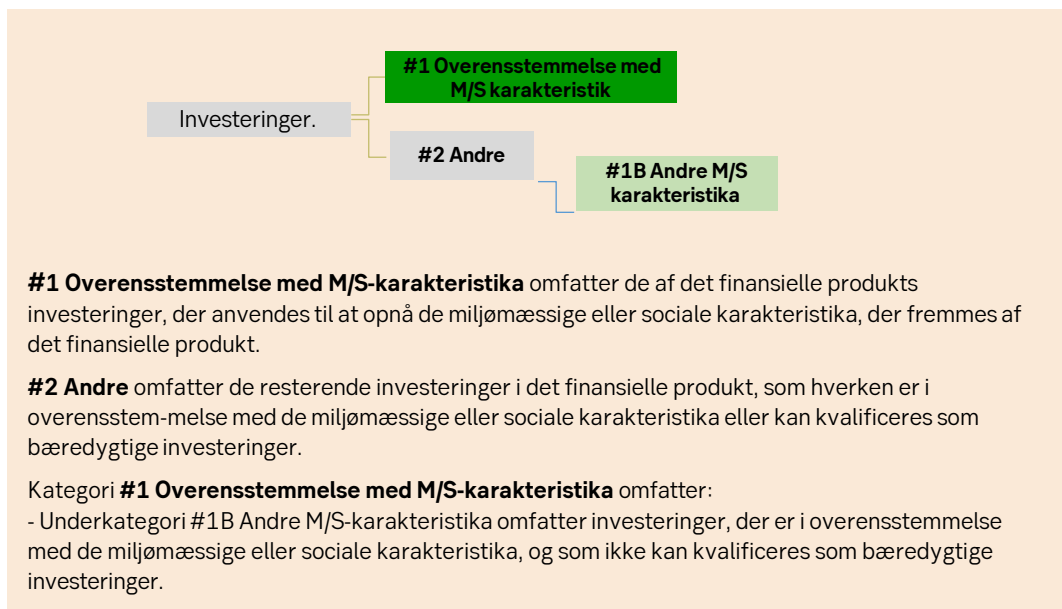 #1 Overensstemmelse med
M/S karakteristik
Investeringer.
#2 Andre
#1B Andre M/S
karakteristika
#1 Overensstemmelse med M/S-karakteristika omfatter de af det finansielle produkts
investeringer, der anvendes til at opnå de miljømæssige eller sociale karakteristika, der fremmes af
det finansielle produkt.
#2 Andre omfatter de resterende investeringer i det finansielle produkt, som hverken er i
overensstem-melse med de miljømæssige eller sociale karakteristika eller kan kvalificeres som
bæredygtige investeringer.
Kategori #1 Overensstemmelse med M/S-karakteristika omfatter:
- Underkategori #1B Andre M/S-karakteristika omfatter investeringer, der er i overensstemmelse
med de miljømæssige eller sociale karakteristika, og som ikke kan kvalificeres som bæredygtige
investeringer.